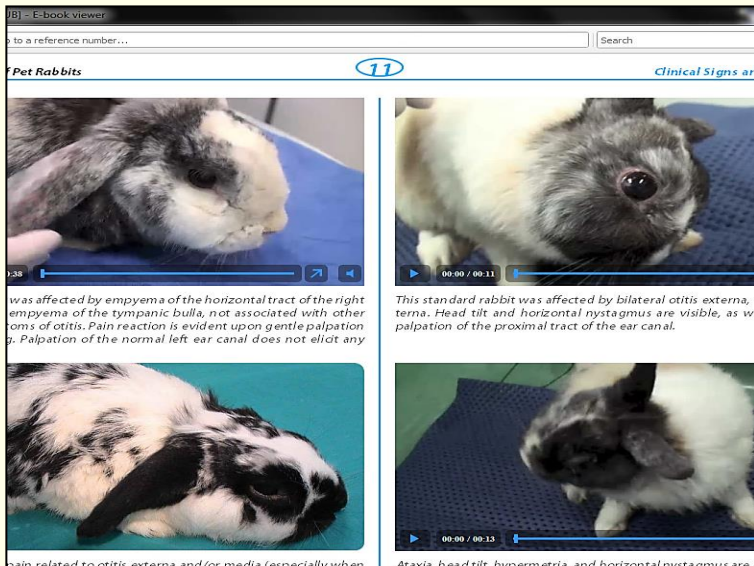 UB] - E-book viewer
to a reference number...
Search
f Pet Rabbits
11
Clinical Signs an
0:38
00:00 / 00:11
was affected by empyema of the horizontal tract of the right
empyema of the tympanic bulla, not associated with other
toms of otitis. Pain reaction is evident upon gentle palpation
g. Palpation of the normal left ear canal does not elicit any
This standard rabbit was affected by bilateral otitis externa,
terna. Head tilt and horizontal nystagmus are visible, as w
palpation of the proximal tract of the ear canal.
00:00 / 00:13
pain related to otitis externa and/or media (especially when
Ataxia, head tilt, hypermetria, and horizontal nystagmus are